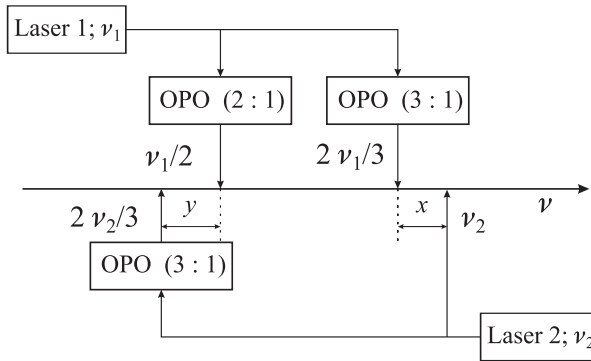 Laser 1; ν₁
OPO (2 : 1)
OPO (3 : 1)
ν₁/2
2 ν₁/3
ν
2 ν₂/3
y
x
ν₂
OPO (3 : 1)
Laser 2; ν₂